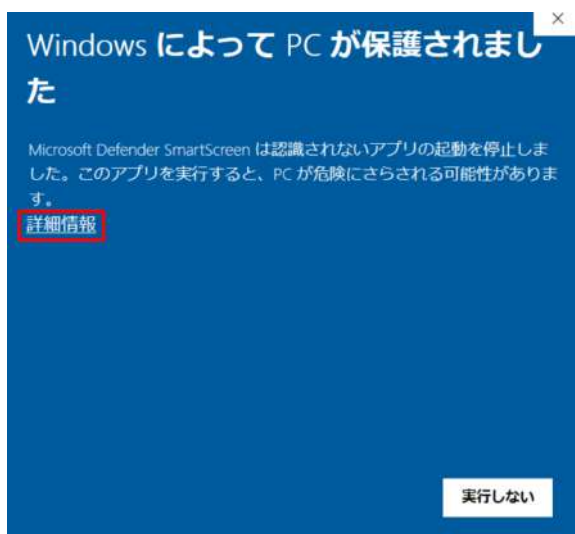 Windows によって PC が保護されまし
た
Microsoft Defender SmartScreen は認識されないアプリの起動を停止しま
した。このアプリを実行すると、PC が危険にさらされる可能性がありま
す。
詳細情報
実行しない